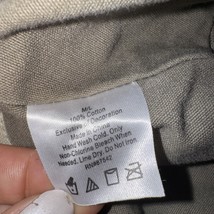 M/L
100% Cotton
Exclusive of Decoration
Made in China
Hand Wash Cold. Only
Non-Chlorine Bleach When
Needed. Line Dry. Do Not Iron.